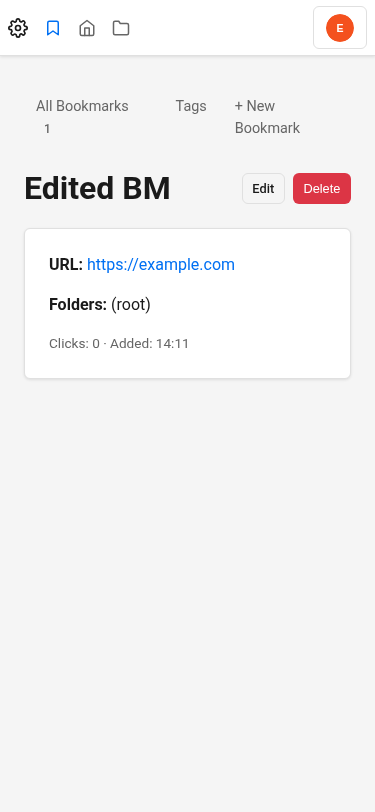 E
All Bookmarks Tags + New
1 Bookmark
Edited BM Edit Delete
URL: https://example.com
Folders: (root)
Clicks: 0 · Added: 14:11